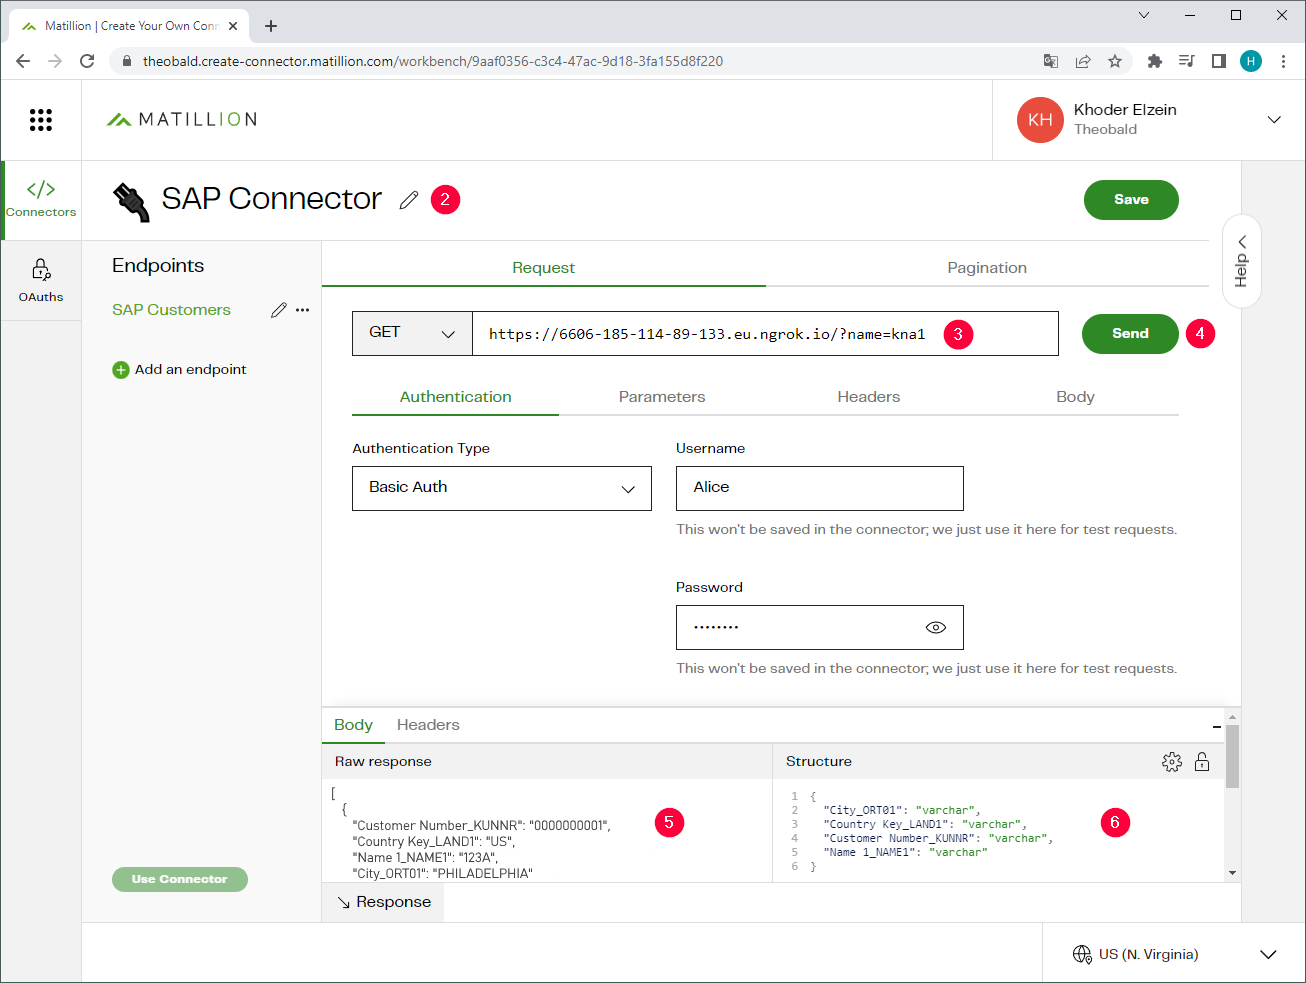 Matillion | Create Your Own Conn
theobald.create-connector.matillion.com/workbench/9aaf0356-c3c4-47ac-9d18-3fa155d8f220
H
MATILLION
KH
Khoder Elzein
Theobald
Connectors
OAuths
SAP Connector
2
Save
Help
Endpoints
SAP Customers
Add an endpoint
Use Connector
Request
Pagination
GET
https://6606-185-114-89-133.eu.ngrok.io/?name=kna1
3
Send
4
Authentication
Parameters
Headers
Body
Authentication Type
Basic Auth
Username
Alice
This won't be saved in the connector; we just use it here for test requests.
Password
••••••••
This won't be saved in the connector; we just use it here for test requests.
Body
Headers
Raw response
[
{
"Customer Number_KUNNR": "0000000001",
"Country Key_LAND1": "US",
"Name 1_NAME1": "123A",
"City_ORT01": "PHILADELPHIA"
5
Structure
1 {
2 "City_ORT01": "varchar",
3 "Country Key_LAND1": "varchar",
4 "Customer Number_KUNNR": "varchar",
5 "Name 1_NAME1": "varchar"
6 }
6
Response
US (N. Virginia)